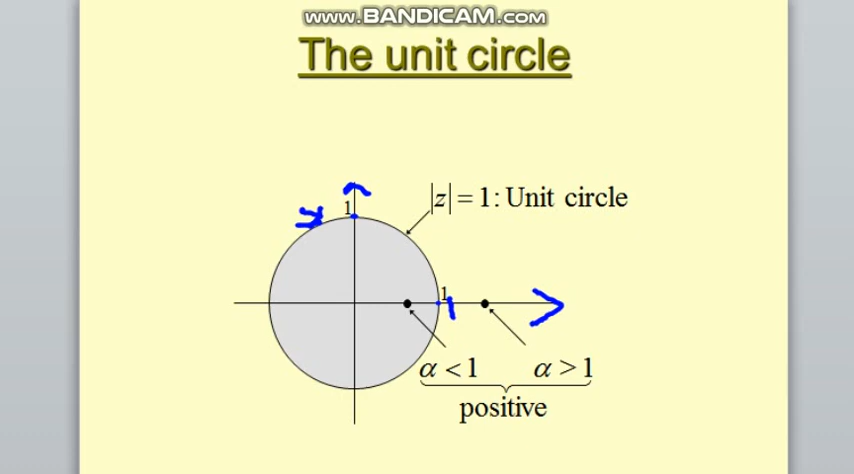 www.BANDICAM.com
The unit circle
|z| = 1: Unit circle
1
1
α < 1
α > 1
positive